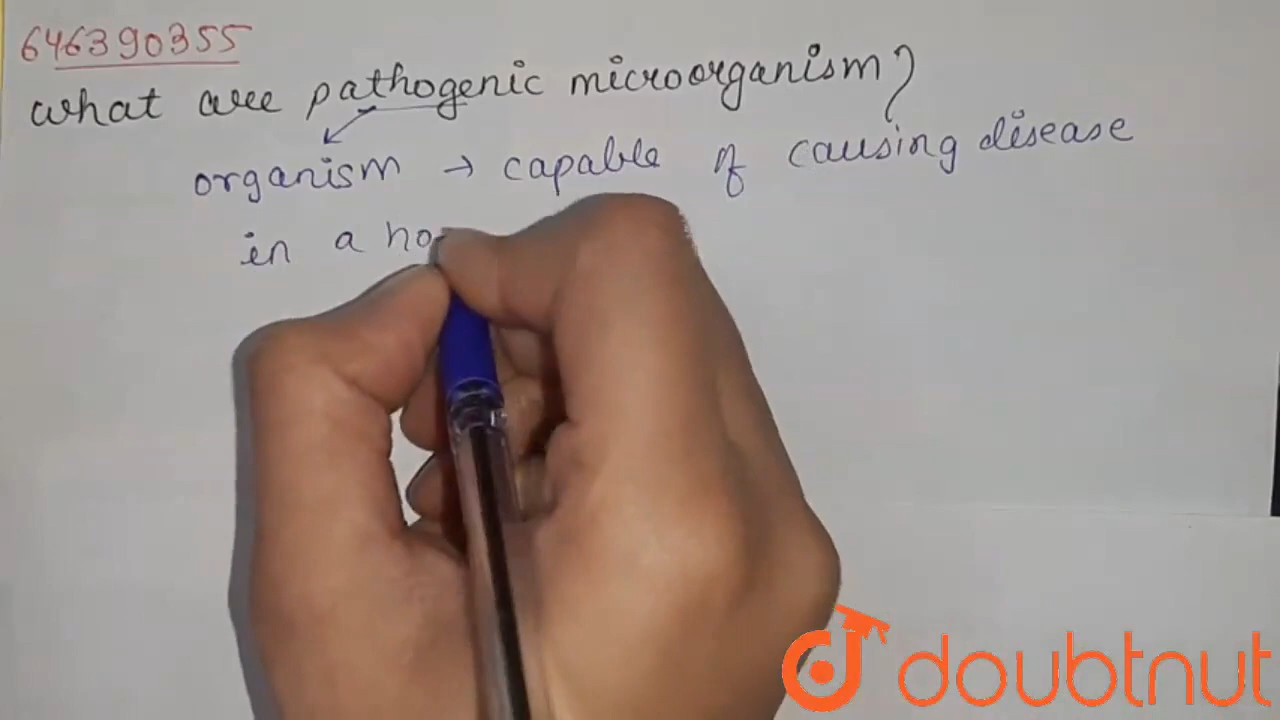 646390355
What are pathogenic microorganism?
organism → capable of causing disease
in a ho
doubtnut